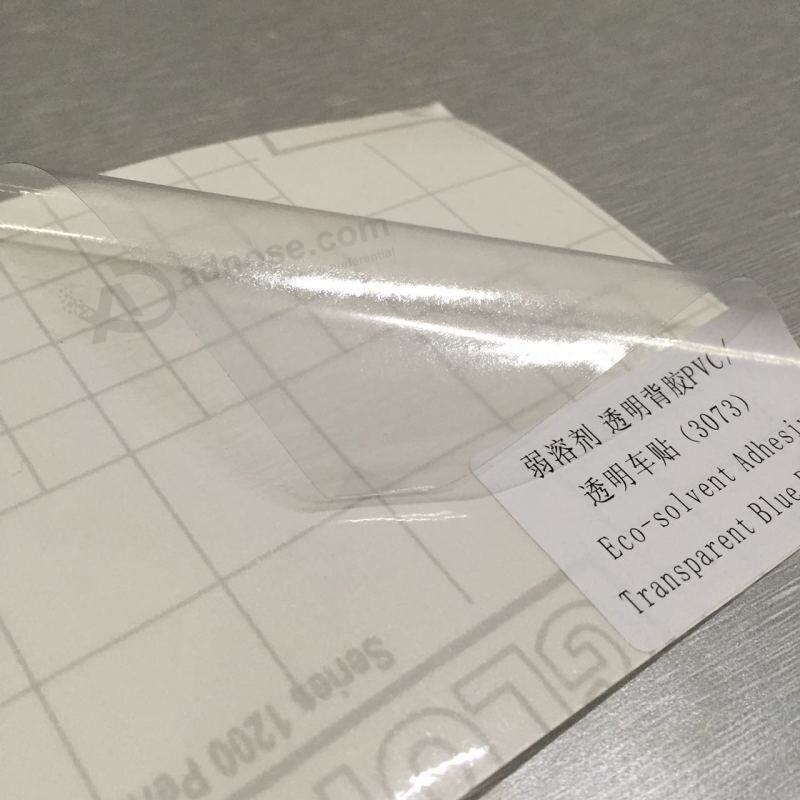 adnose.com
弱溶剂 透明背胶PVC/
透明车贴 (3073)
Eco-solvent Adhesi
Transparent Blue
Series 1200